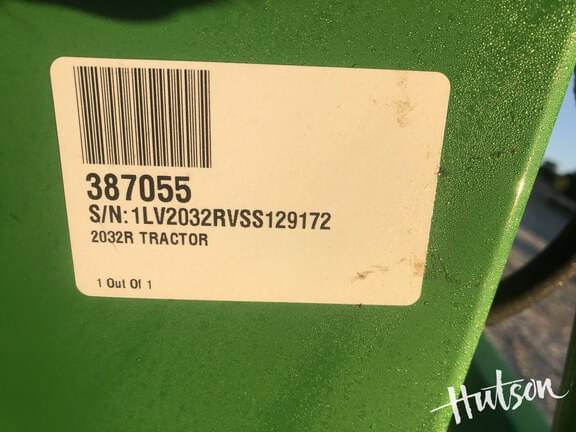 387055
S/N: 1LV2032RVSS129172
2032R TRACTOR
1 Out Of 1
Hutson